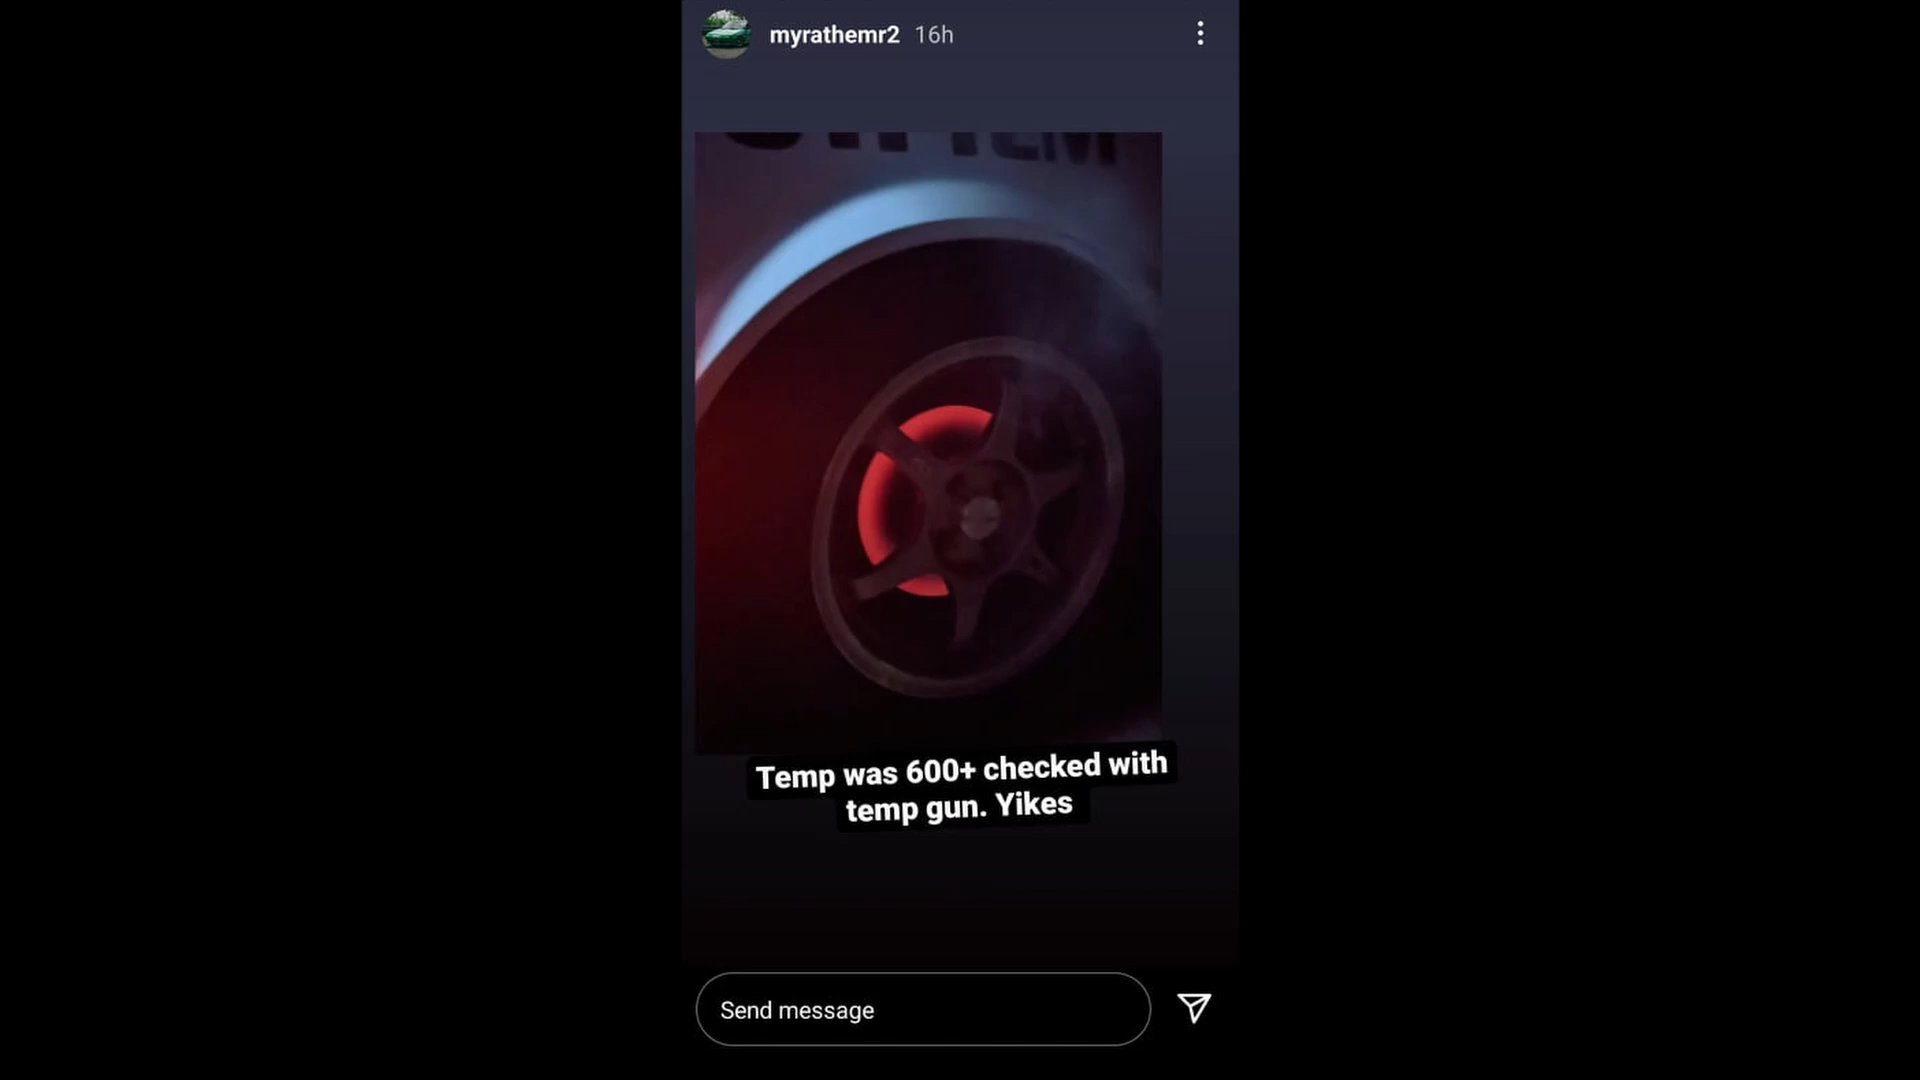 myrathemr2 16h
Temp was 600+ checked with
temp gun. Yikes
Send message